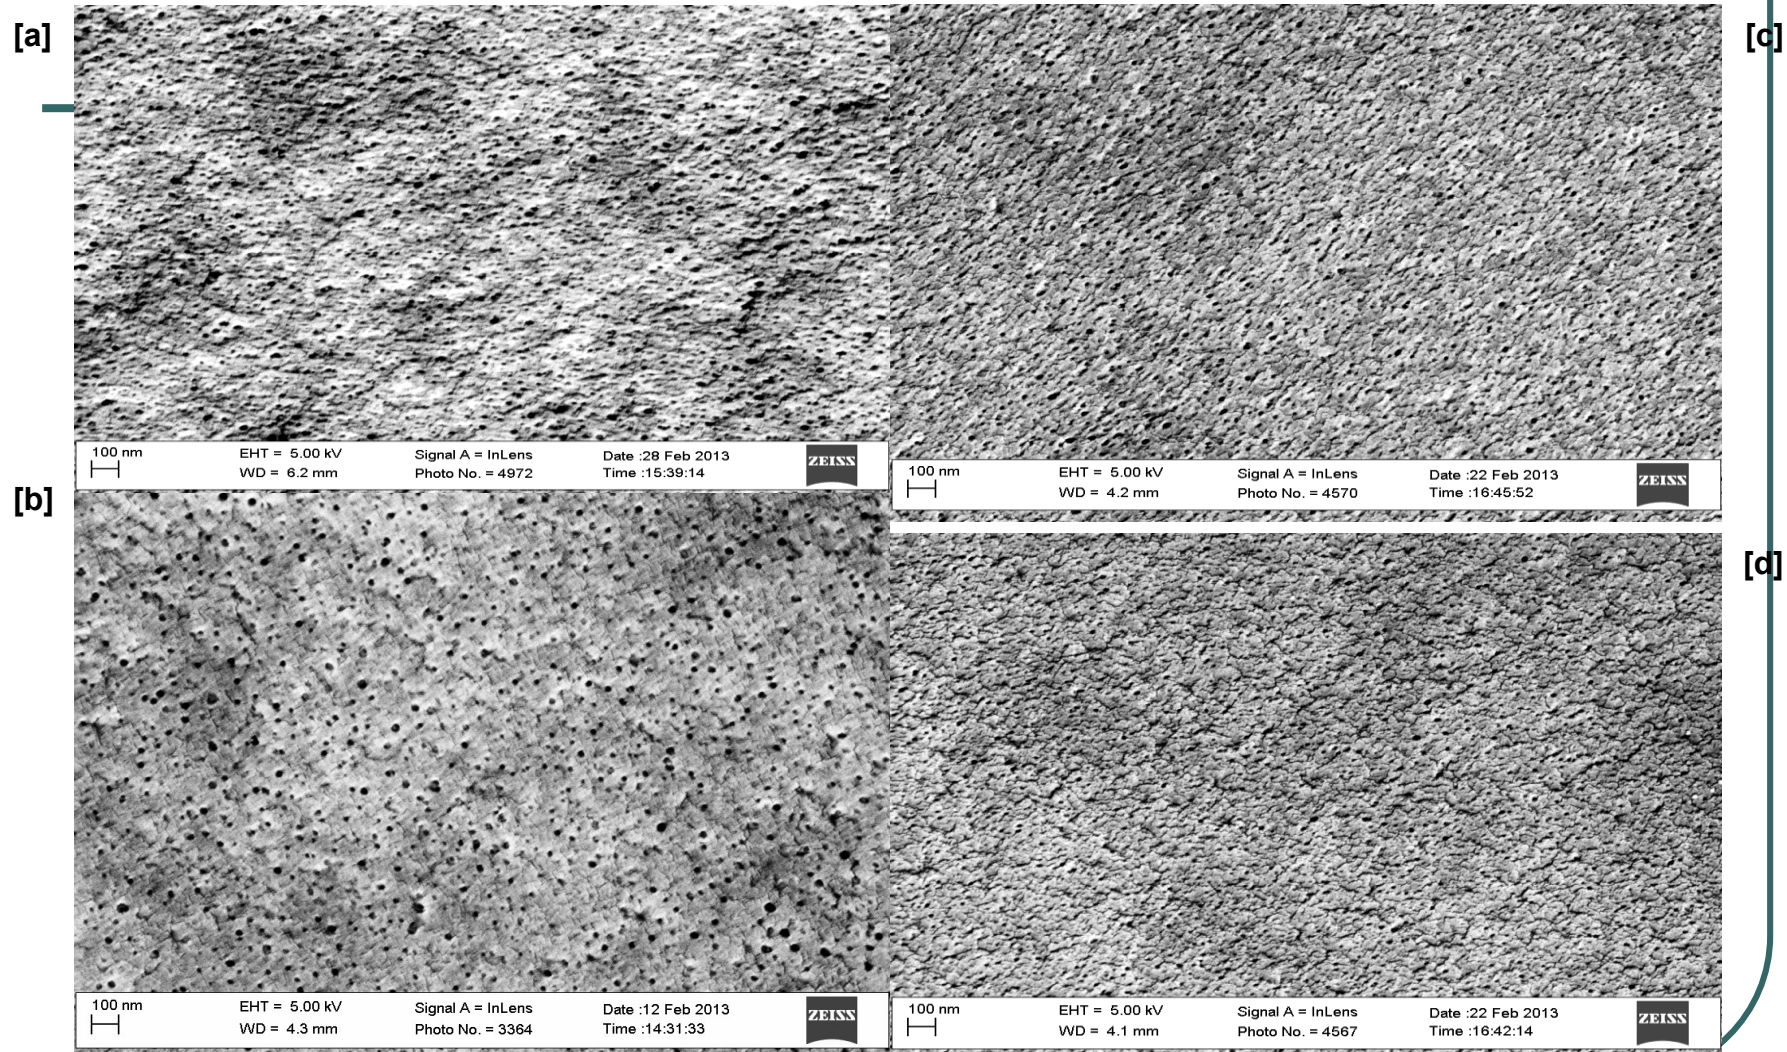 [a]
100 nm EHT = 5.00 kV Signal A = InLens Date :28 Feb 2013 ZEISS
WD = 6.2 mm Photo No. = 4972 Time :15:39:14
[b]
100 nm EHT = 5.00 kV Signal A = InLens Date :12 Feb 2013 ZEISS
WD = 4.3 mm Photo No. = 3364 Time :14:31:33
[c]
100 nm EHT = 5.00 kV Signal A = InLens Date :22 Feb 2013 ZEISS
WD = 4.2 mm Photo No. = 4570 Time :16:45:52
[d]
100 nm EHT = 5.00 kV Signal A = InLens Date :22 Feb 2013 ZEISS
WD = 4.1 mm Photo No. = 4567 Time :16:42:14